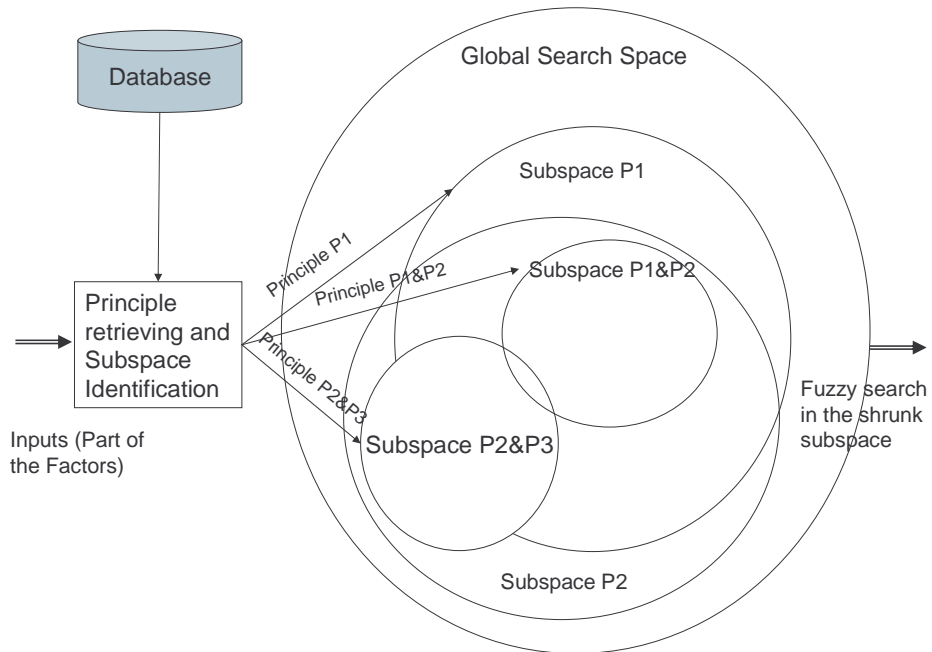 Database
Global Search Space
Subspace P1
Principle P1
Principle P1&P2
Subspace P1&P2
Principle
retrieving and
Subspace
Identification
Principle P2&P3
Fuzzy search
in the shrunk
subspace
Inputs (Part of
the Factors)
Subspace P2&P3
Subspace P2